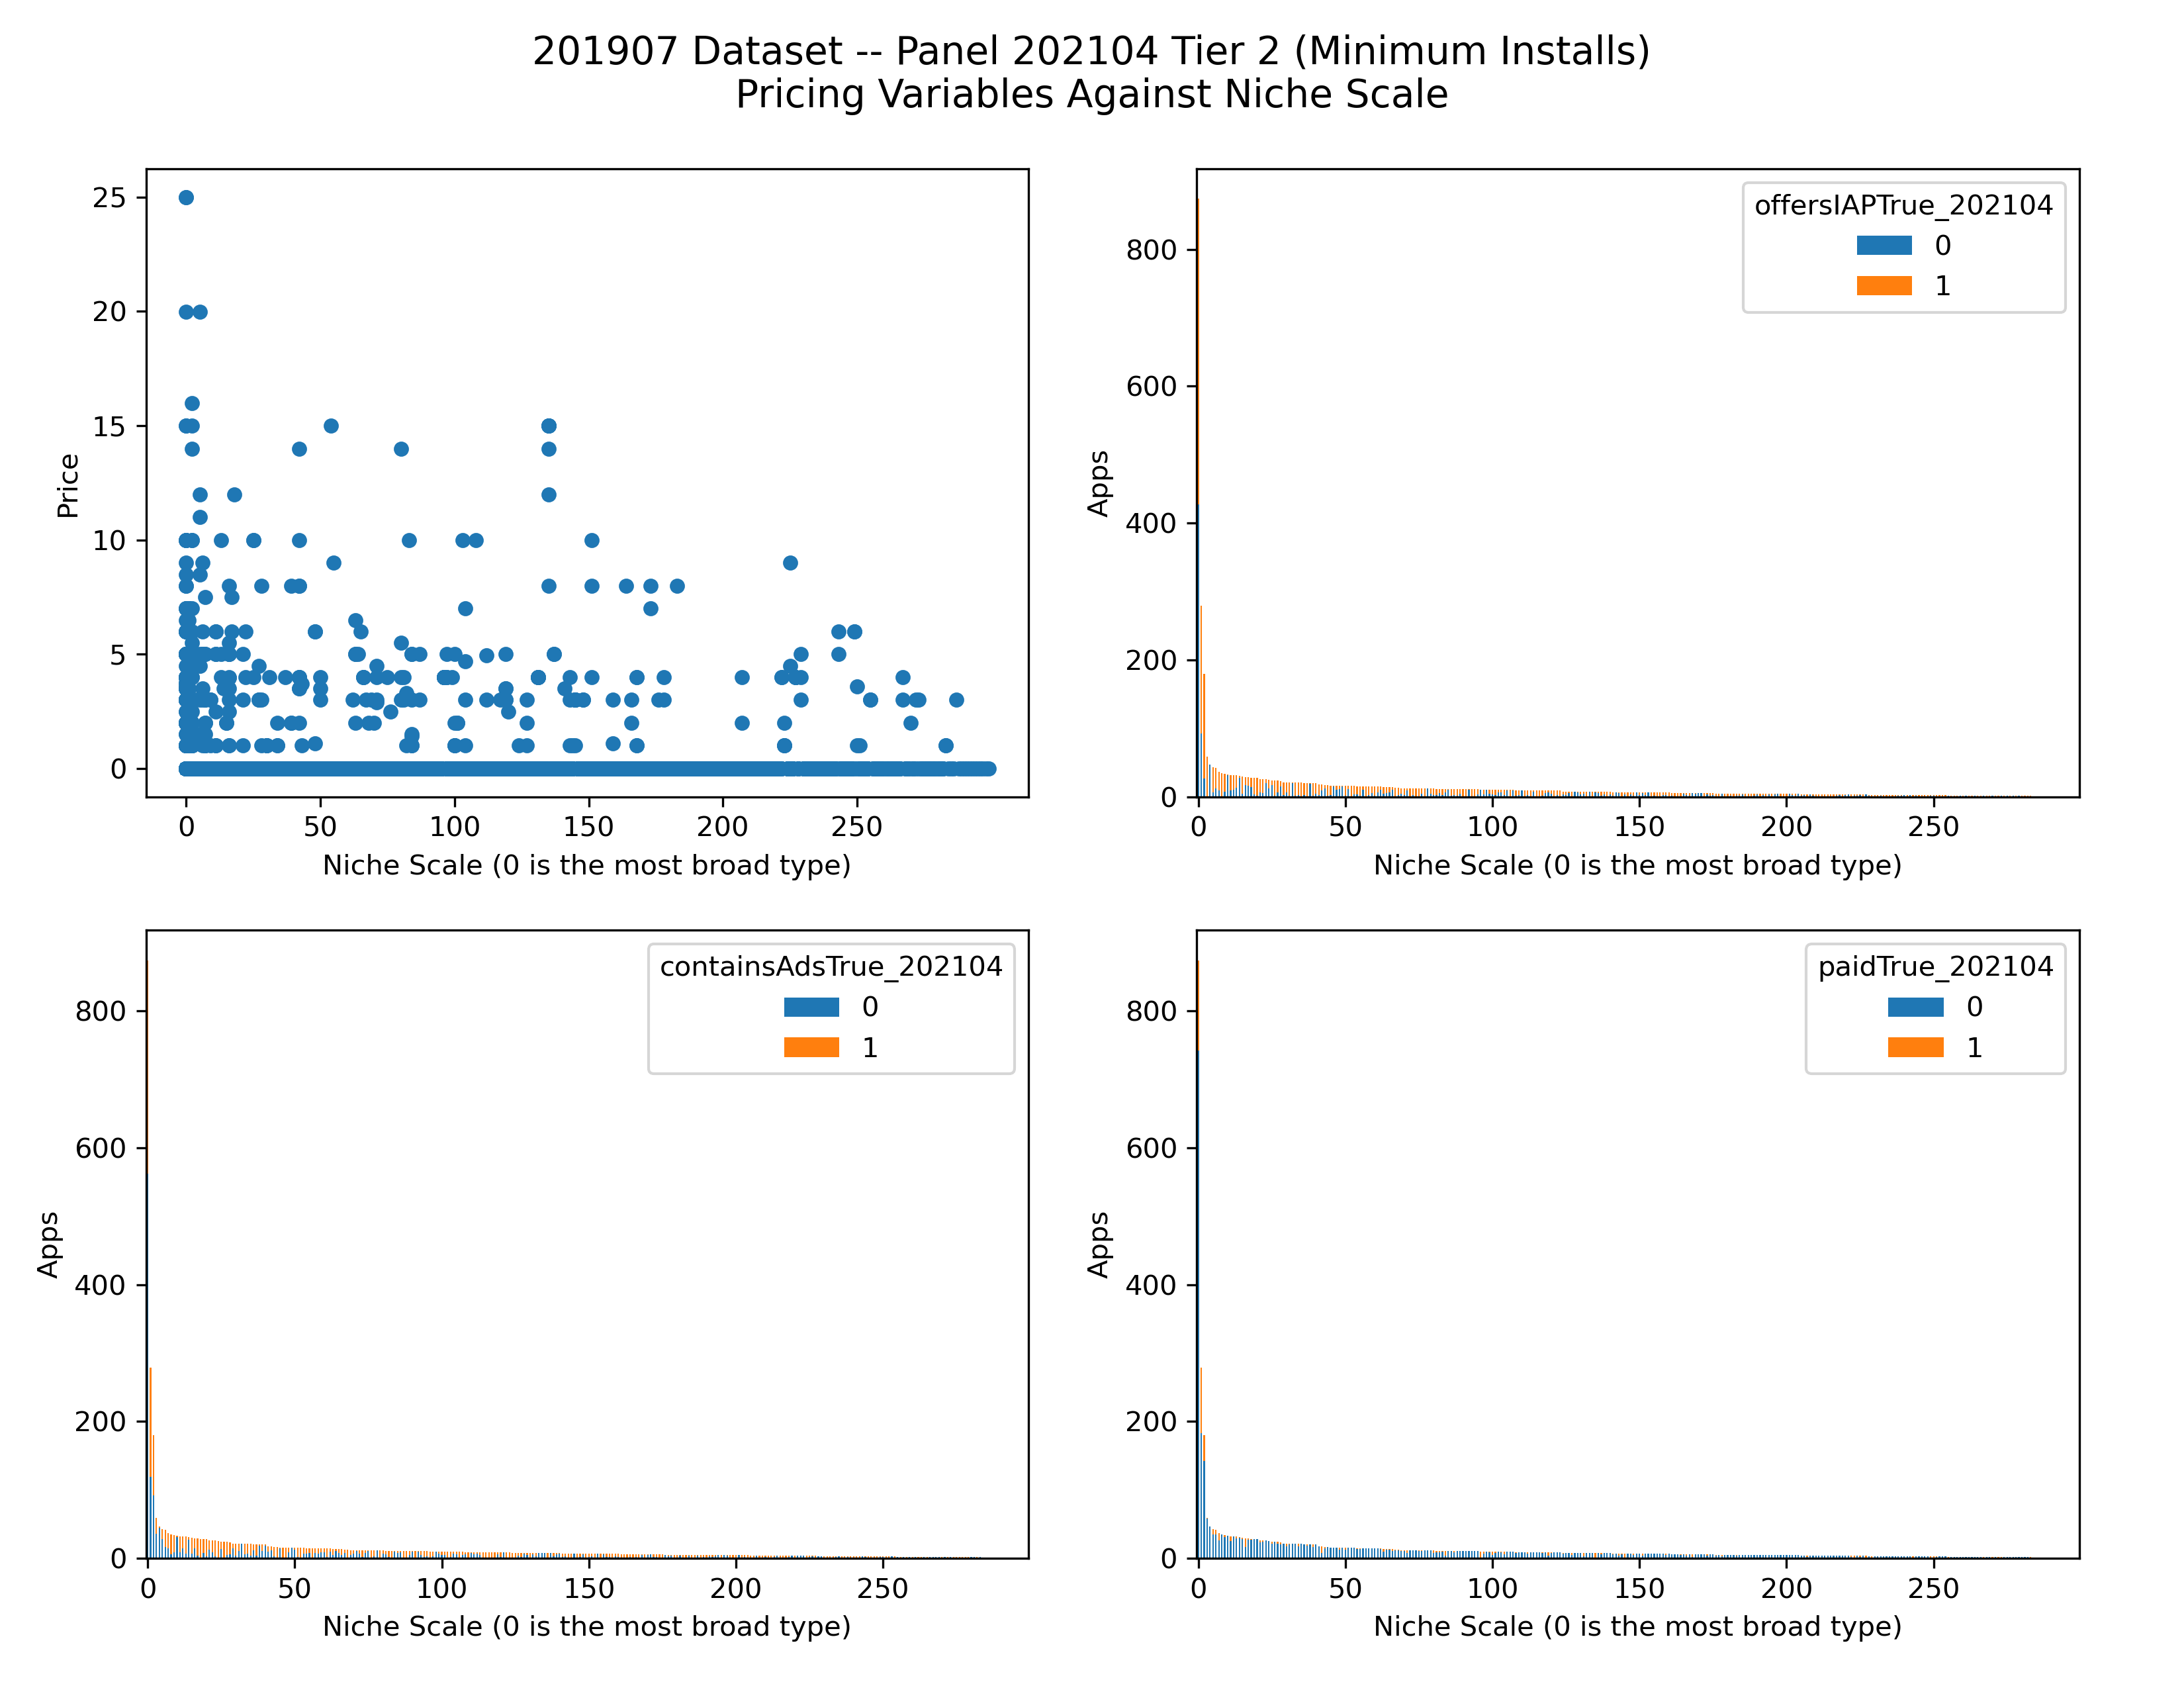 201907 Dataset -- Panel 202104 Tier 2 (Minimum Installs)
Pricing Variables Against Niche Scale
25
20
15
10
5
0
Price
0 50 100 150 200 250
Niche Scale (0 is the most broad type)
offersIAPTrue_202104
0
1
800
600
400
200
0
Apps
0 50 100 150 200 250
Niche Scale (0 is the most broad type)
containsAdsTrue_202104
0
1
800
600
400
200
0
Apps
0 50 100 150 200 250
Niche Scale (0 is the most broad type)
paidTrue_202104
0
1
800
600
400
200
0
Apps
0 50 100 150 200 250
Niche Scale (0 is the most broad type)